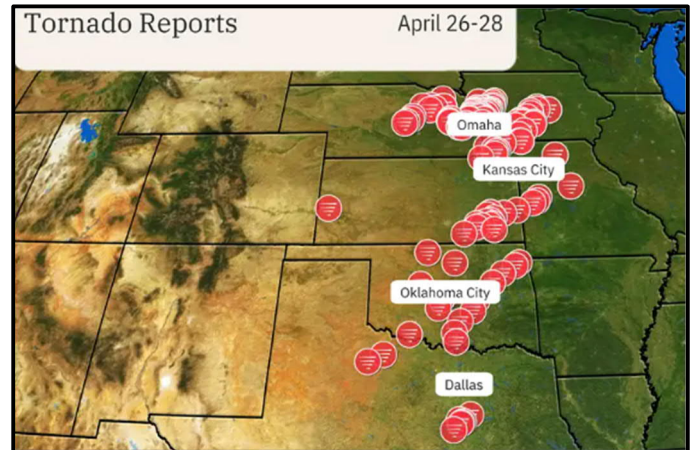 Tornado Reports
April 26-28
Omaha
Kansas City
Oklahoma City
Dallas